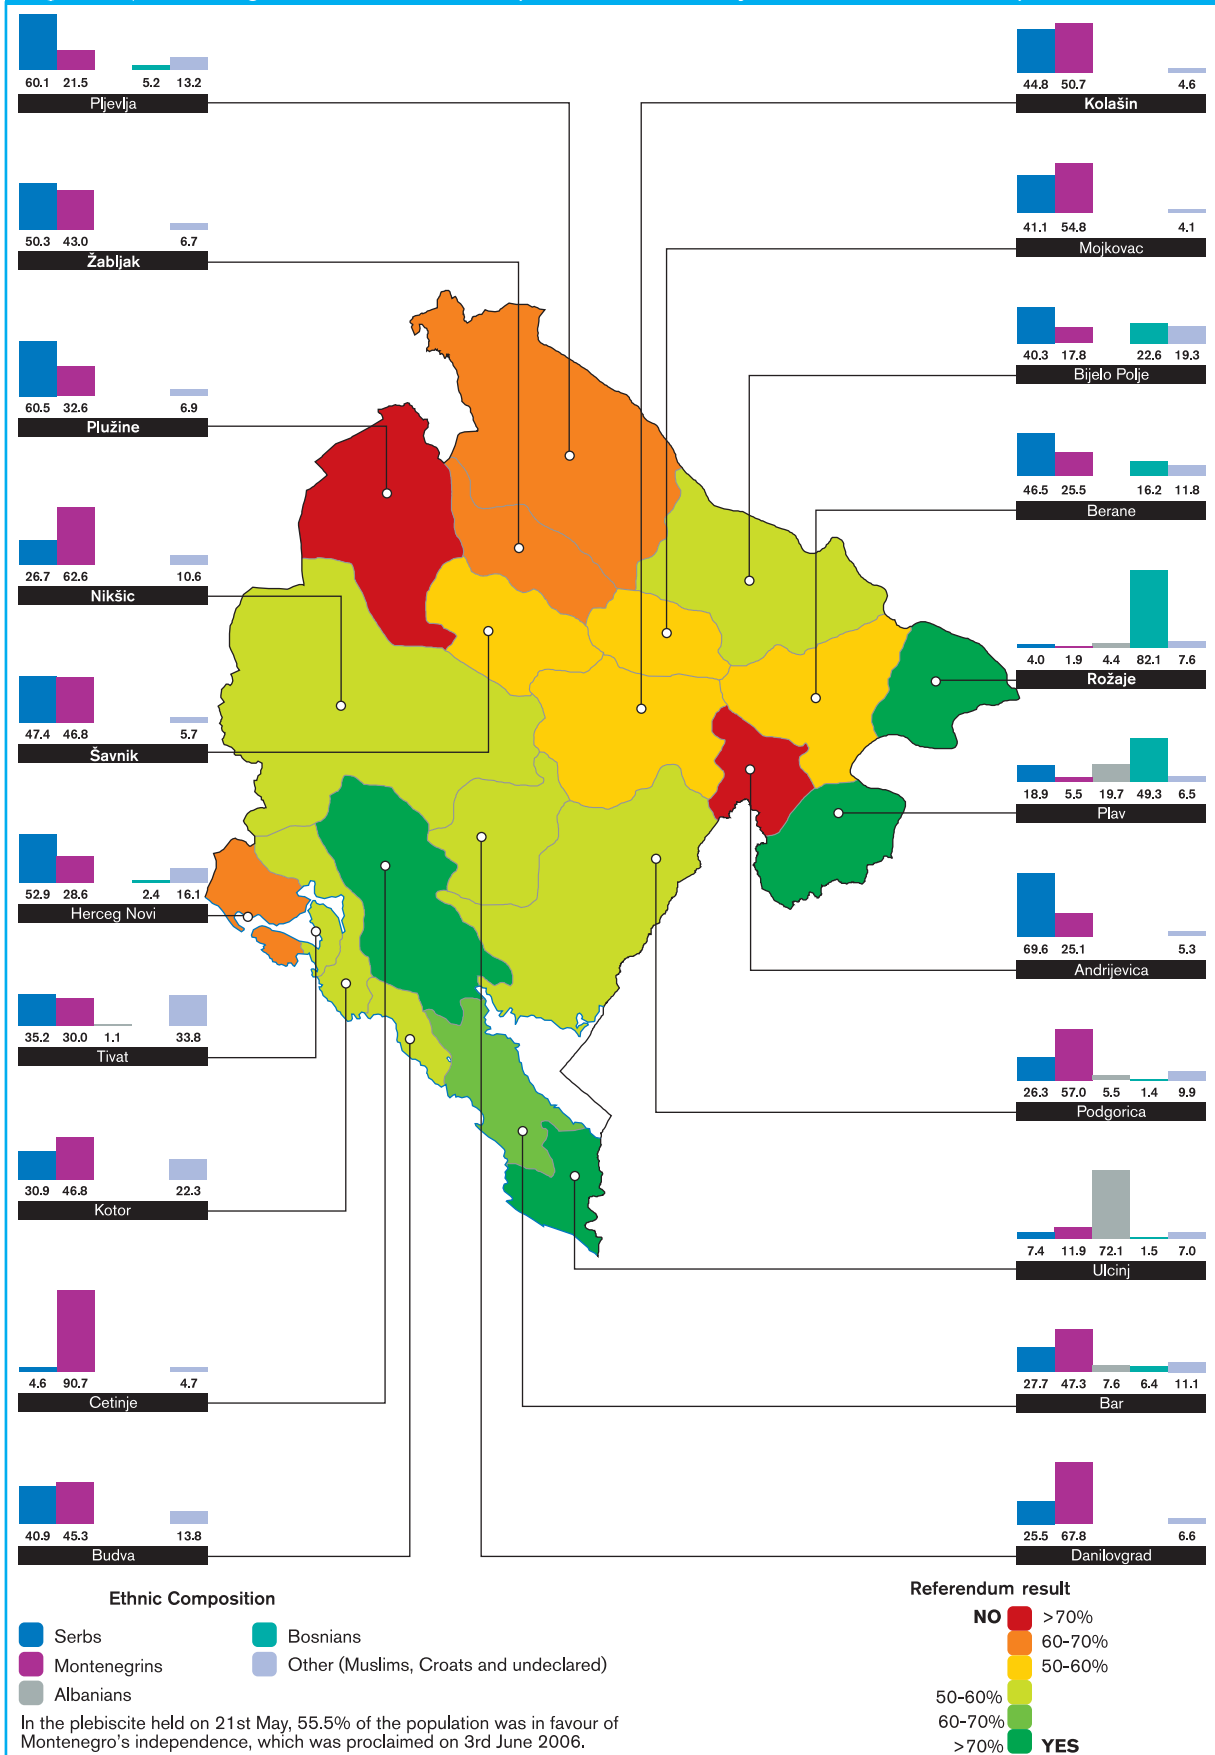 60.1 21.5 5.2 13.2
Pljevlja
50.3 43.0 6.7
Žabljak
60.5 32.6 6.9
Plužine
26.7 62.6 10.6
Nikšic
47.4 46.8 5.7
Šavnik
52.9 28.6 2.4 16.1
Herceg Novi
35.2 30.0 1.1 33.8
Tivat
30.9 46.8 22.3
Kotor
4.6 90.7 4.7
Cetinje
40.9 45.3 13.8
Budva
44.8 50.7 4.6
Kolašin
41.1 54.8 4.1
Mojkovac
40.3 17.8 22.6 19.3
Bijelo Polje
46.5 25.5 16.2 11.8
Berane
4.0 1.9 4.4 82.1 7.6
Rožaje
18.9 5.5 19.7 49.3 6.5
Plav
69.6 25.1 5.3
Andrijevica
26.3 57.0 5.5 1.4 9.9
Podgorica
7.4 11.9 72.1 1.5 7.0
Ulcinj
27.7 47.3 7.6 6.4 11.1
Bar
25.5 67.8 6.6
Danilovgrad
Ethnic Composition
Serbs
Montenegrins
Albanians
Bosnians
Other (Muslims, Croats and undeclared)
In the plebiscite held on 21st May, 55.5% of the population was in favour of
Montenegro's independence, which was proclaimed on 3rd June 2006.
Referendum result
NO >70%
60-70%
50-60%
50-60%
60-70%
>70% YES